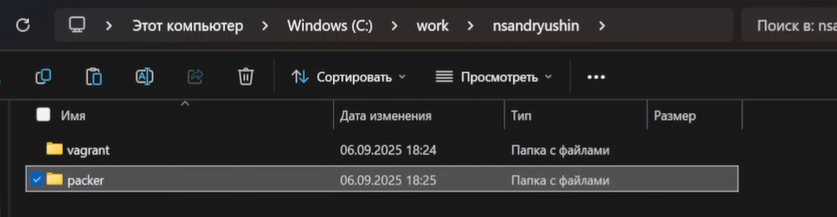 Этот компьютер > Windows (C:) > work > nsandryushin > Поиск в: nsa
Сортировать Просмотреть
Имя Дата изменения Тип Размер
vagrant 06.09.2025 18:24 Папка с файлами
packer 06.09.2025 18:25 Папка с файлами